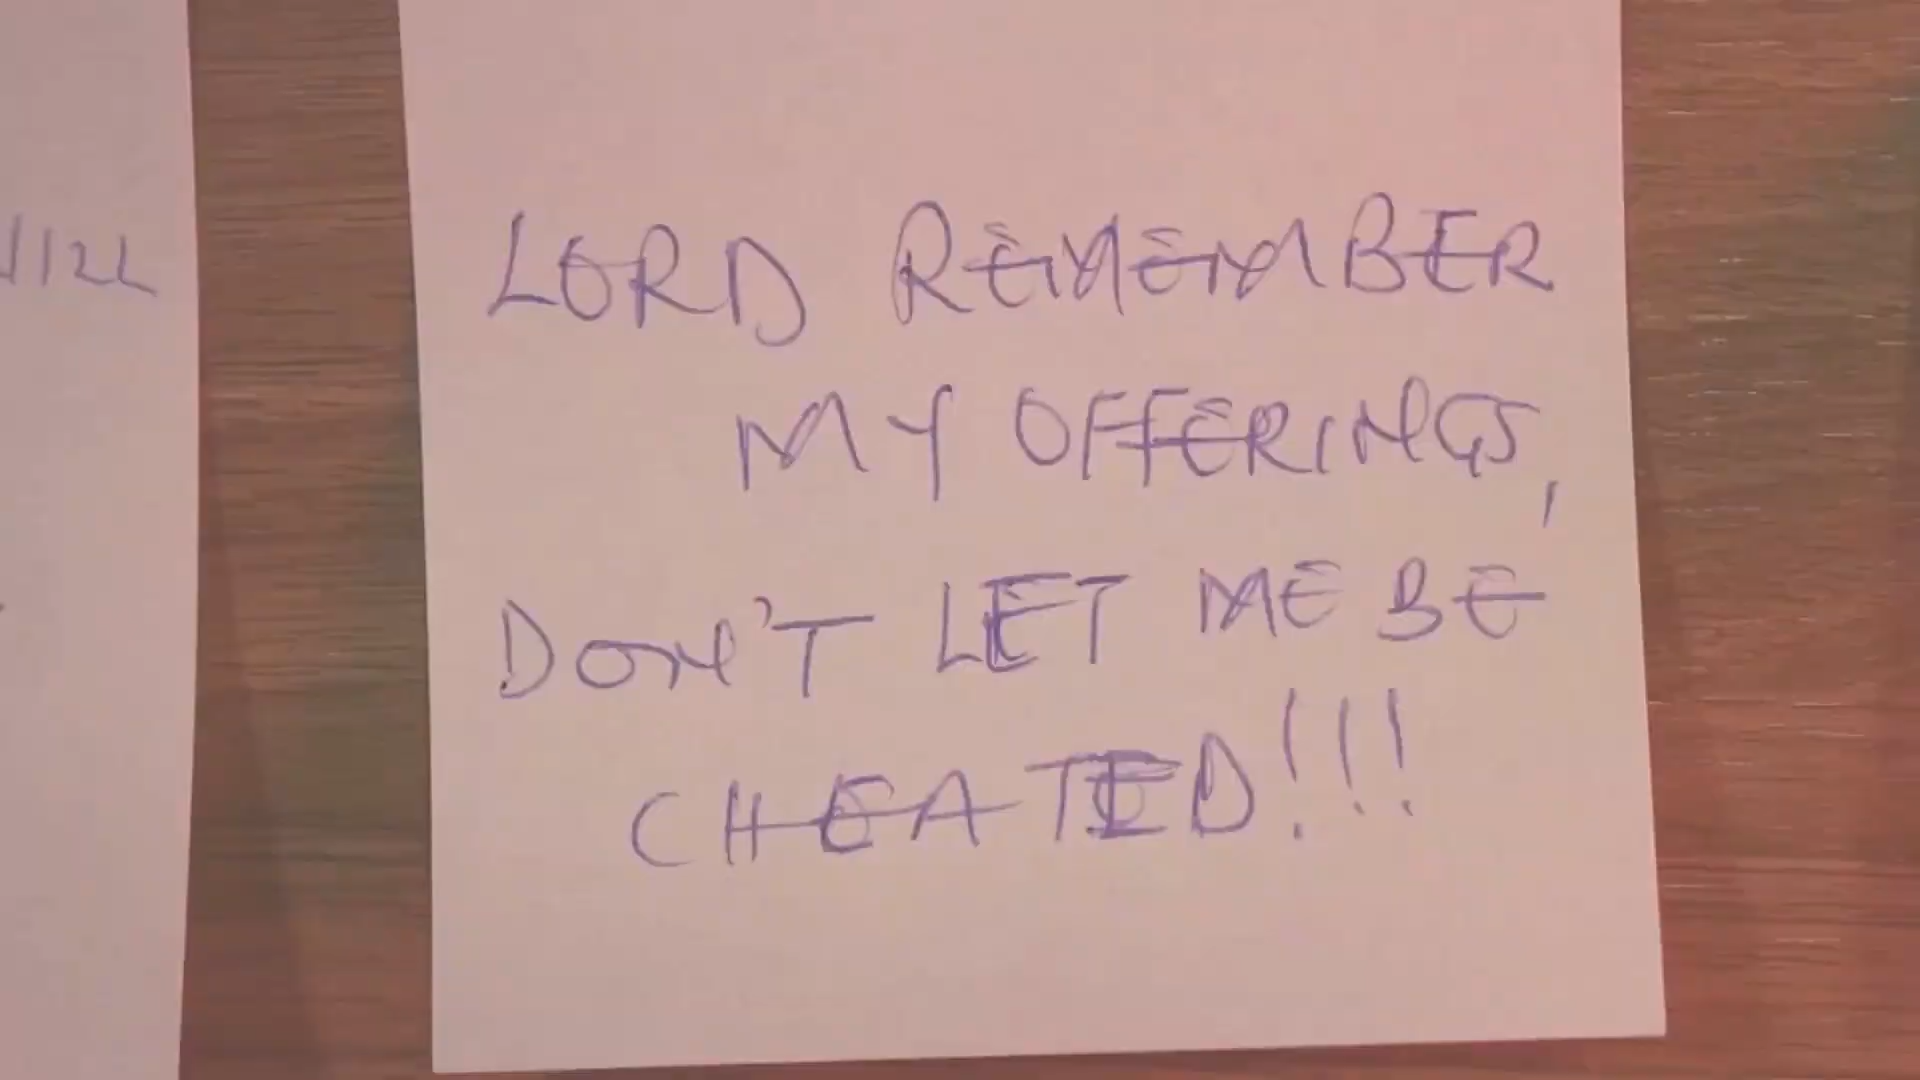 LORD REMEMBER
MY OFFERINGS,
DON'T LET ME BE
CHEATED!!!